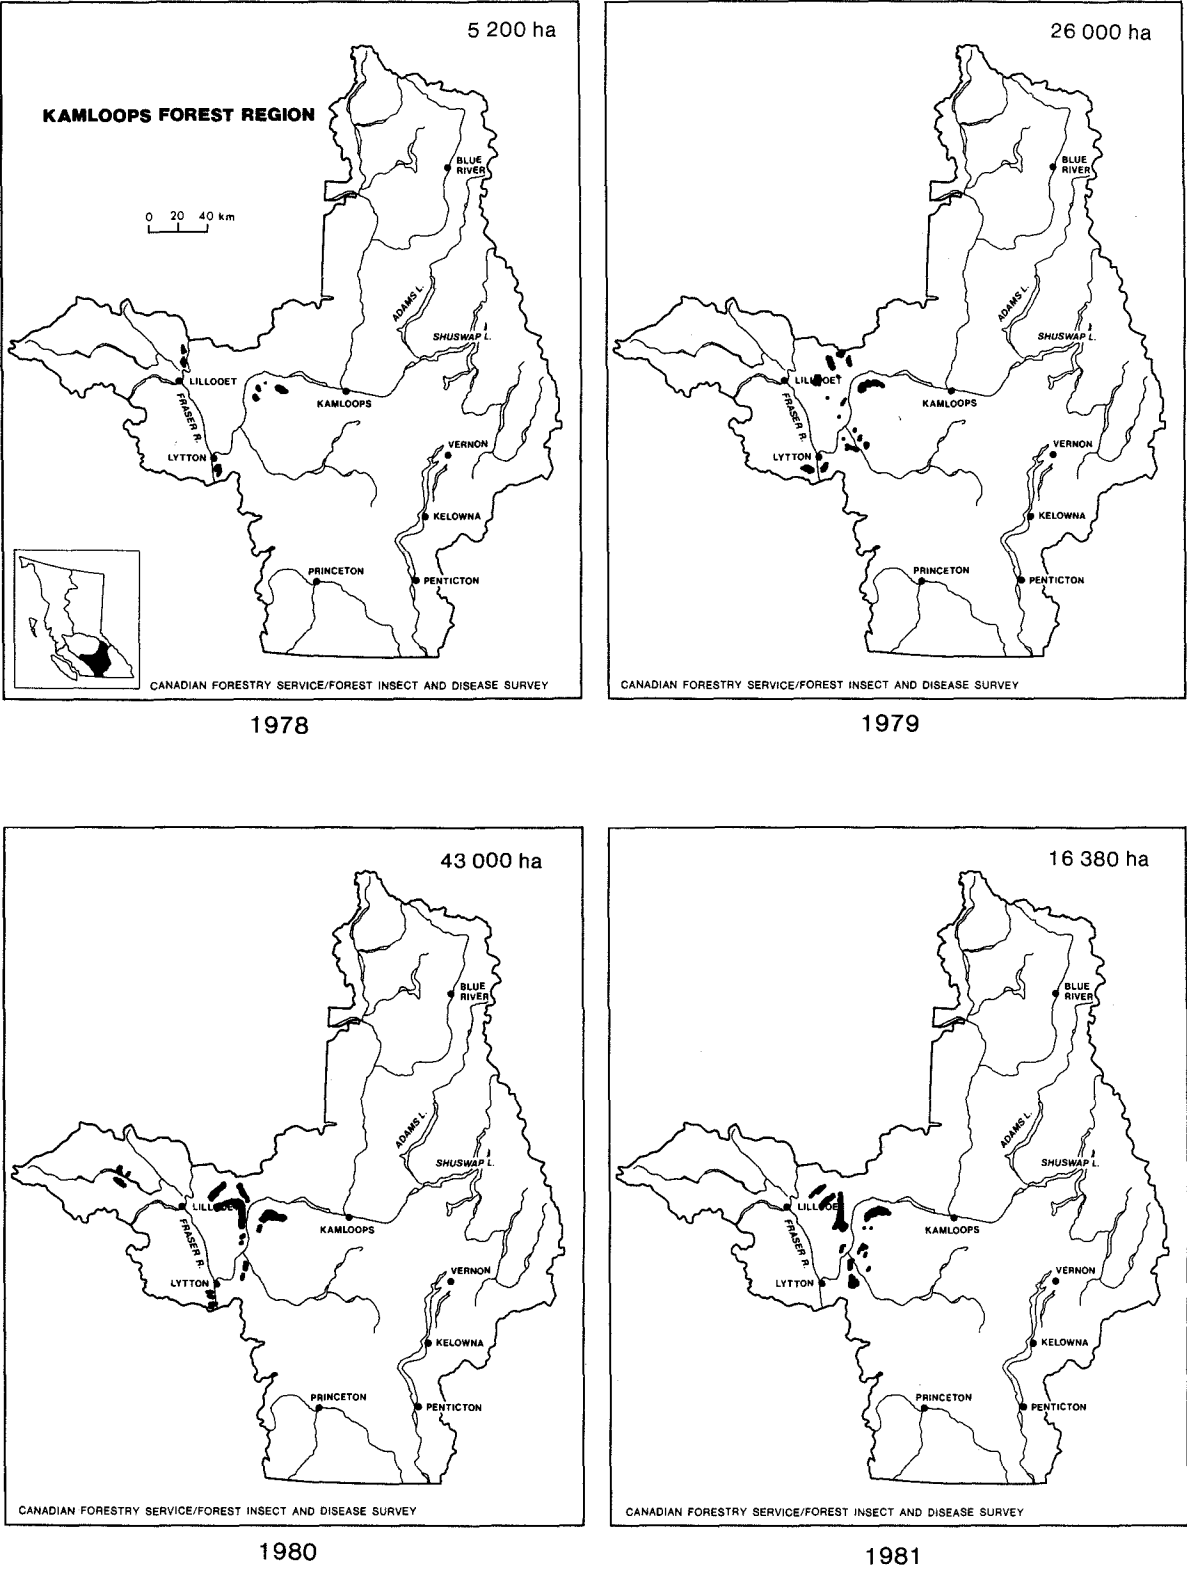 5 200 ha
KAMLOOPS FOREST REGION
BLUE
RIVER
0 20 40 km
ADAMS L.
SHUSWAP L.
LILLOOET
KAMLOOPS
FRASER R.
VERNON
LYTTON
KELOWNA
PRINCETON
PENTICTON
CANADIAN FORESTRY SERVICE/FOREST INSECT AND DISEASE SURVEY
1978
26 000 ha
BLUE
RIVER
ADAMS L.
SHUSWAP L.
LILLOOET
KAMLOOPS
FRASER R.
VERNON
LYTTON
KELOWNA
PRINCETON
PENTICTON
CANADIAN FORESTRY SERVICE/FOREST INSECT AND DISEASE SURVEY
1979
43 000 ha
BLUE
RIVER
ADAMS L.
SHUSWAP L.
LILLOOET
KAMLOOPS
FRASER R.
VERNON
LYTTON
KELOWNA
PRINCETON
PENTICTON
CANADIAN FORESTRY SERVICE/FOREST INSECT AND DISEASE SURVEY
1980
16 380 ha
BLUE
RIVER
ADAMS L.
SHUSWAP L.
LILLOOE
KAMLOOPS
FRASER R.
VERNON
LYTTON
KELOWNA
PRINCETON
PENTICTON
CANADIAN FORESTRY SERVICE/FOREST INSECT AND DISEASE SURVEY
1981